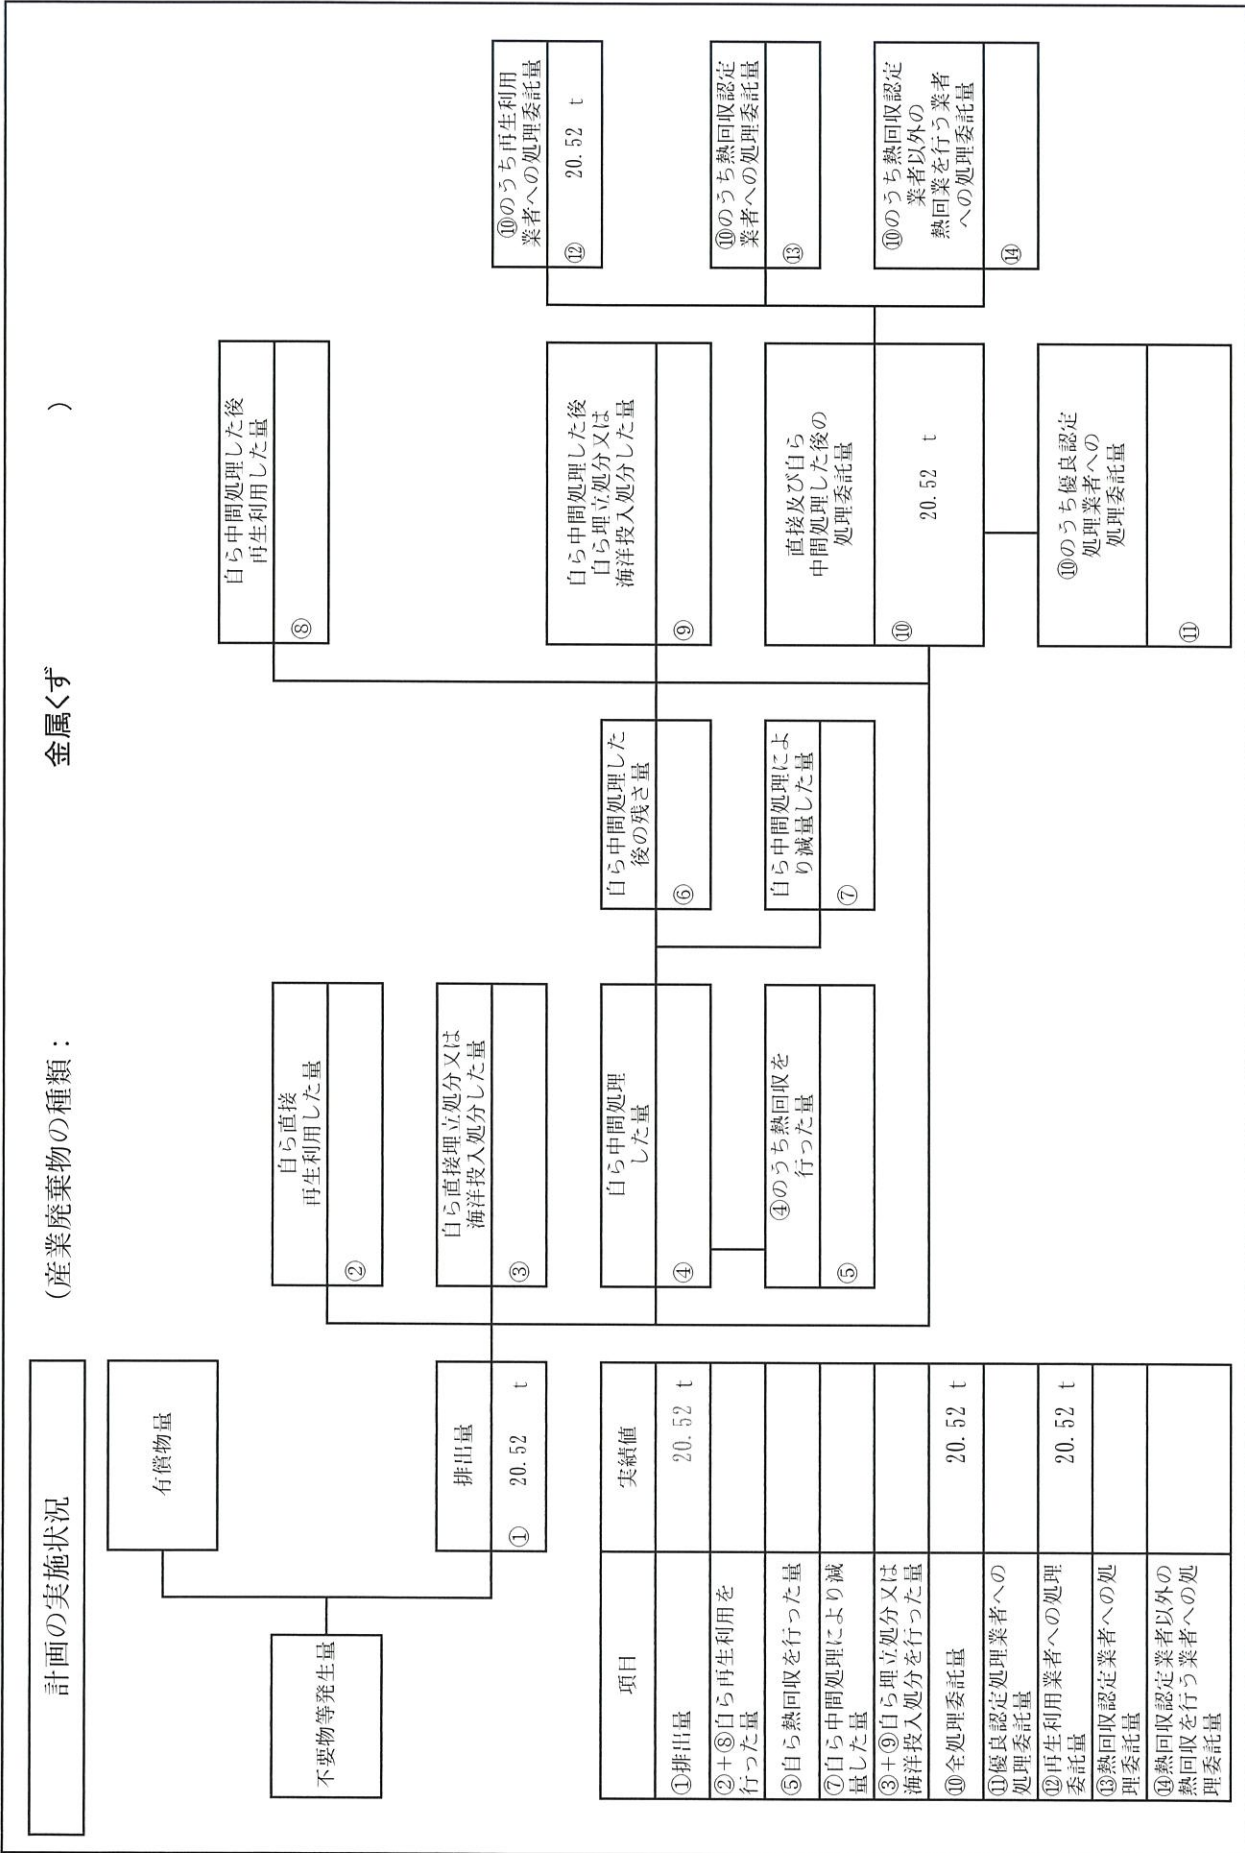 計画の実施状況
(産業廃棄物の種類：
金属くず
)
不要物等発生量
有償物量
排出量
① 20.52 t
自ら直接
再生利用した量
②
自ら直接埋立処分又は
海洋投入処分した量
③
自ら中間処理
した量
④
④のうち熱回収を
行った量
⑤
自ら中間処理した
後の残さ量
⑥
自ら中間処理によ
り減量した量
⑦
自ら中間処理した後
再生利用した量
⑧
自ら中間処理した後
自ら埋立処分又は
海洋投入処分した量
⑨
直接及び自ら
中間処理した後の
処理委託量
⑩ 20.52 t
⑩のうち優良認定
処理業者への
処理委託量
⑪
⑩のうち再生利用
業者への処理委託量
⑫ 20.52 t
⑩のうち熱回収認定
業者への処理委託量
⑬
⑩のうち熱回収認定
業者以外の
熱回業を行う業者
への処理委託量
⑭
項目 実績値
①排出量 20.52 t
②+⑧自ら再生利用を
行った量
⑤自ら熱回収を行った量
⑦自ら中間処理により減
量した量
③+⑨自ら埋立処分又は
海洋投入処分を行った量
⑩全処理委託量 20.52 t
⑪優良認定処理業者への
処理委託量
⑫再生利用業者への処理
委託量 20.52 t
⑬熱回収認定業者への処
理委託量
⑭熱回収認定業者以外の
熱回収を行う業者への処
理委託量